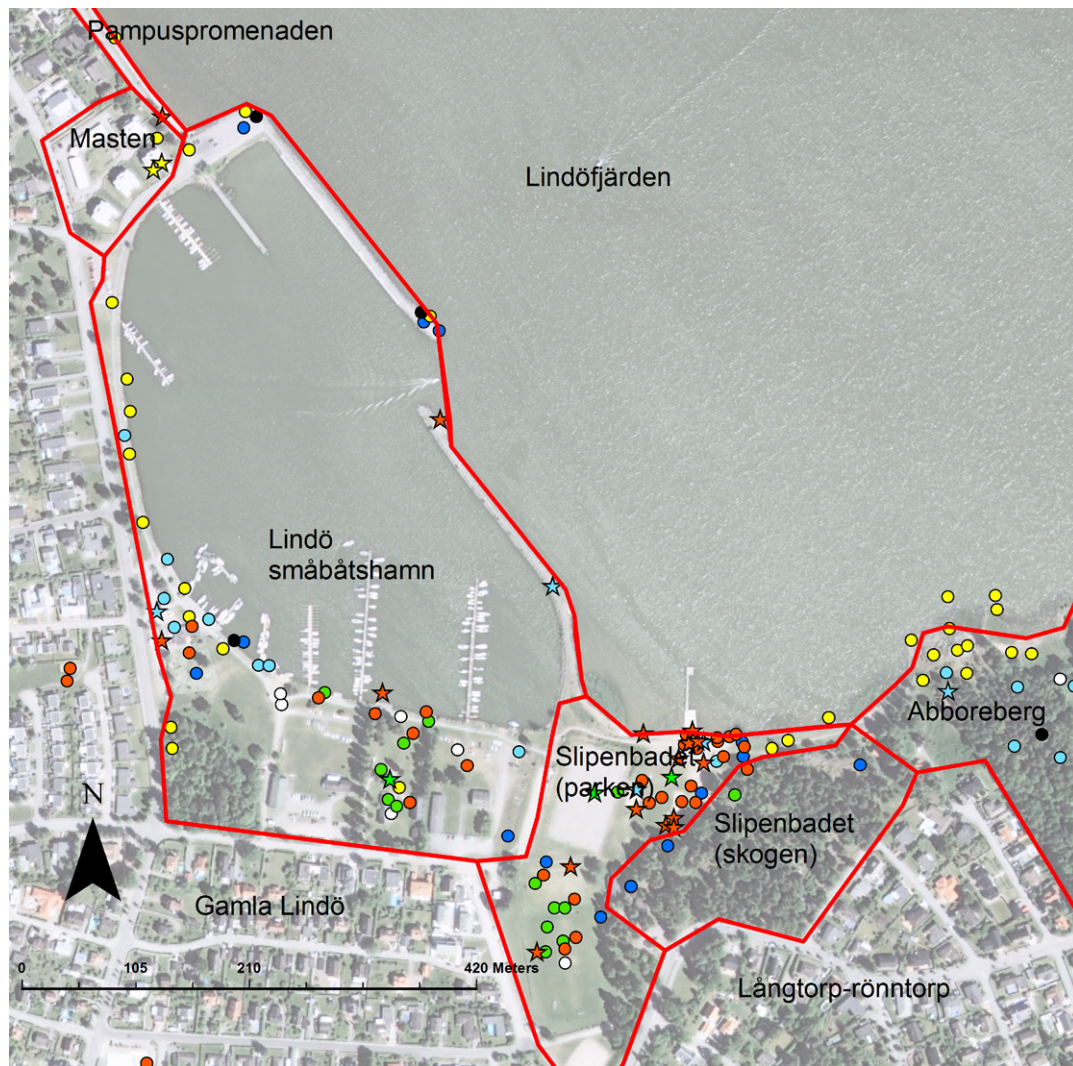 Pampuspromenaden
Masten
Lindöfjärden
Lindö
småbåtshamn
Abboreberg
Slipenbadet
(parken)
Slipenbadet
(skogen)
N
Gamla Lindö
0 105 210 420 Meters
Långtorp-rönntorp